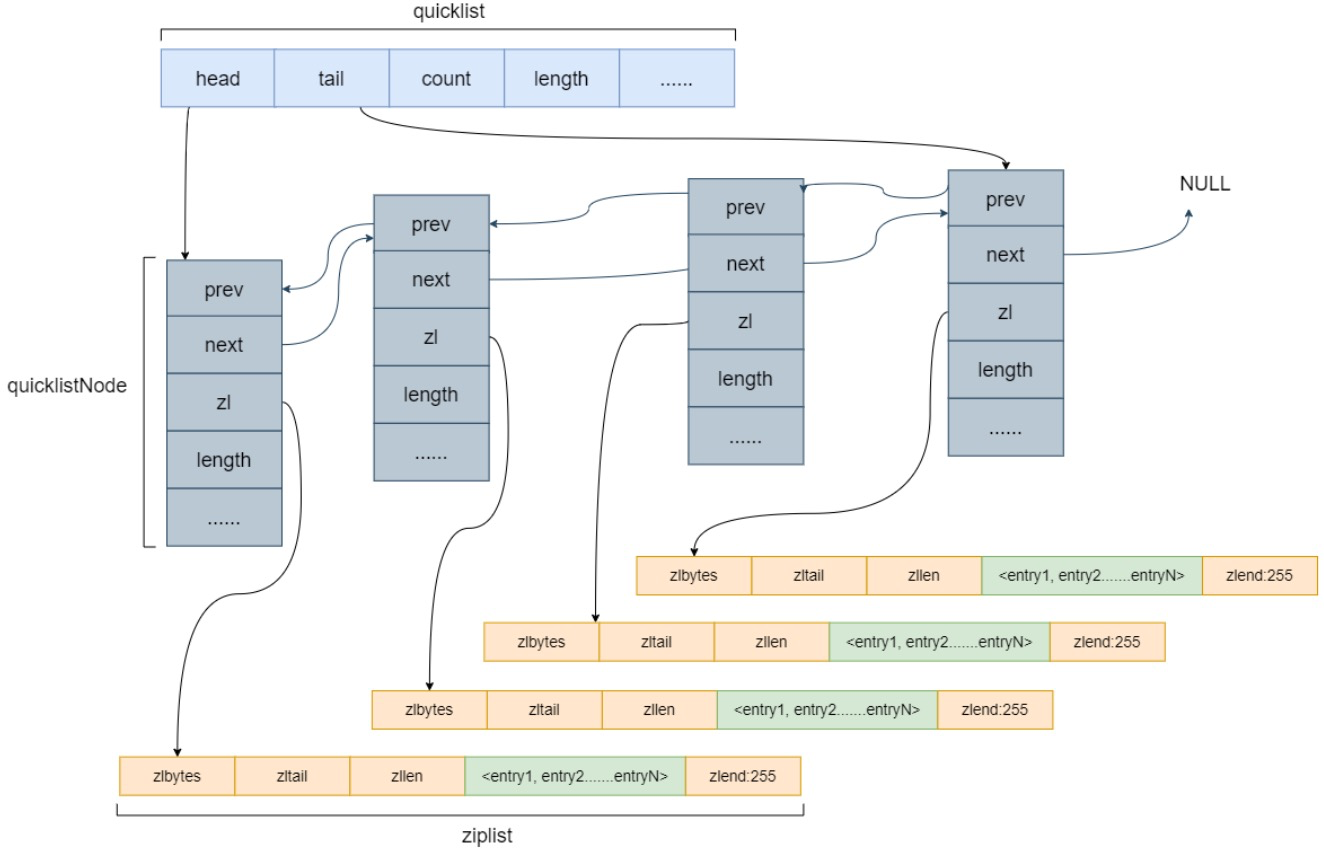 quicklist
head tail count length ......
NULL
quicklistNode
prev
next
zl
length
......
prev
next
zl
length
......
prev
next
zl
length
......
prev
next
zl
length
......
zlbytes zltail zllen <entry1, entry2.......entryN> zlend:255
zlbytes zltail zllen <entry1, entry2.......entryN> zlend:255
zlbytes zltail zllen <entry1, entry2.......entryN> zlend:255
zlbytes zltail zllen <entry1, entry2.......entryN> zlend:255
ziplist